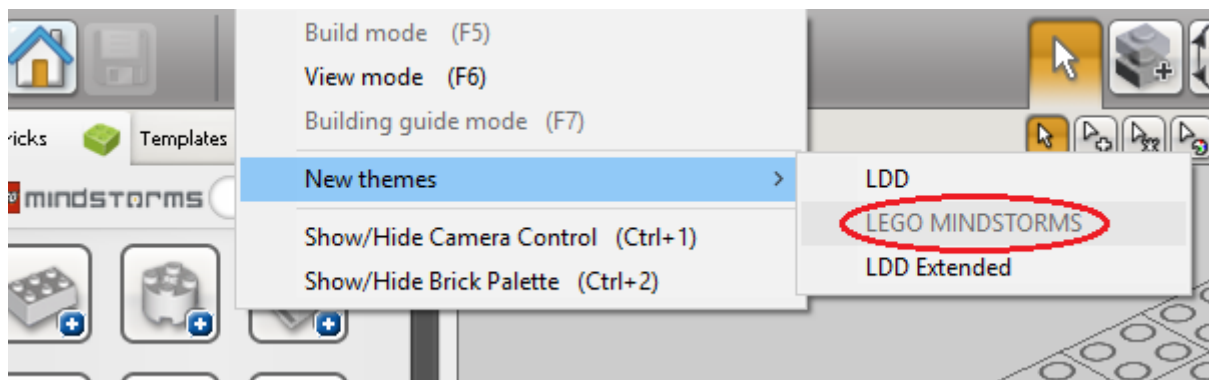 Build mode (F5)
View mode (F6)
Building guide mode (F7)
Templates
New themes
LDD
mindstorms
LEGO MINDSTORMS
Show/Hide Camera Control (Ctrl+1)
LDD Extended
Show/Hide Brick Palette (Ctrl+2)